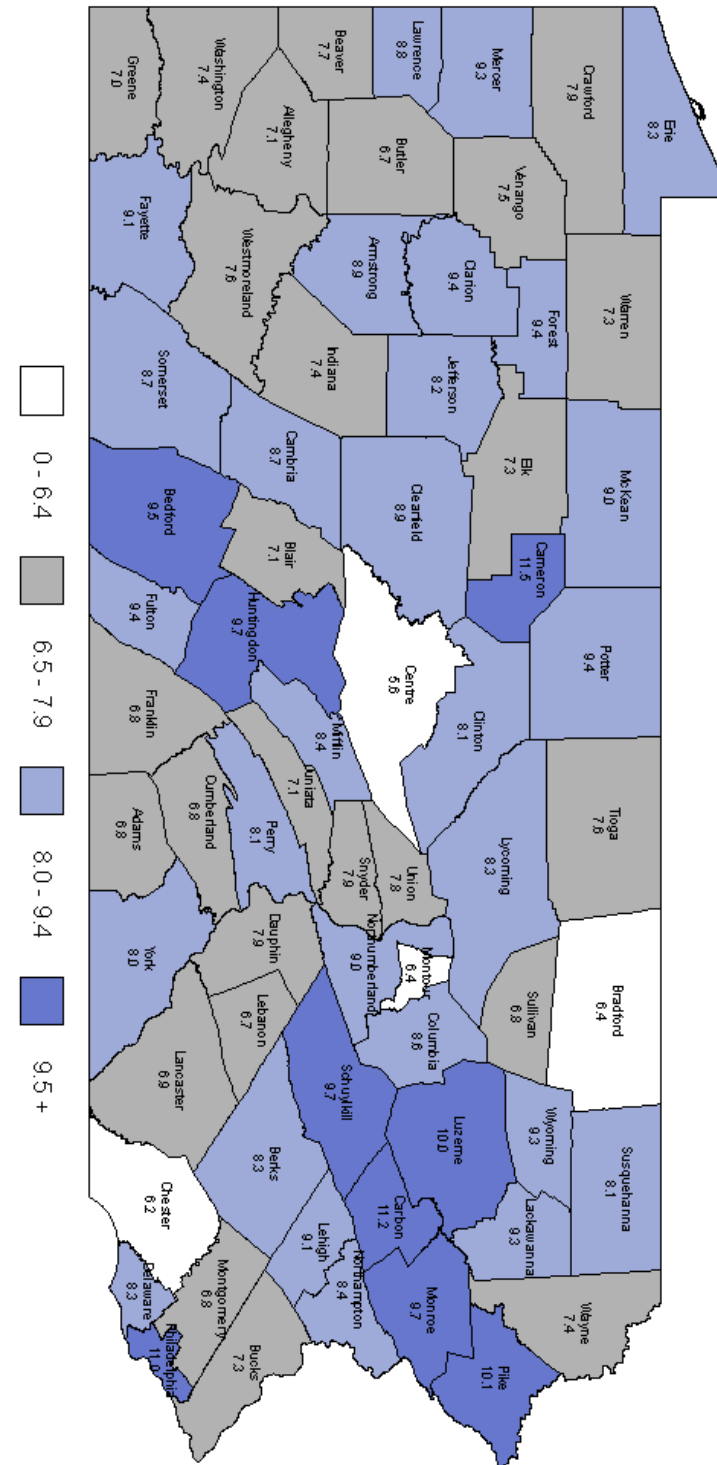 Erie
8.3
Crawford
7.9
Mercer
9.3
Lawrence
8.8
Beaver
7.7
Washington
7.4
Greene
7.0
Allegheny
7.1
Butler
6.7
Venango
7.5
Warren
7.3
Forest
9.4
Clarion
9.4
Armstrong
8.9
Westmoreland
7.6
Fayette
9.1
Somerset
8.7
Indiana
7.4
Jefferson
8.2
Elk
7.3
McKean
9.0
Cameron
11.5
Clearfield
8.9
Cambria
8.7
Bedford
9.5
Blair
7.1
Huntingdon
9.7
Fulton
9.4
Potter
9.4
Clinton
8.1
Centre
5.6
Mifflin
8.4
Juniata
7.1
Franklin
6.8
Perry
8.1
Cumberland
6.8
Adams
6.8
Tioga
7.6
Lycoming
8.3
Union
7.8
Snyder
7.9
Northumberland
9.0
Montour
6.4
Dauphin
7.9
York
8.0
Bradford
6.4
Sullivan
6.8
Columbia
8.6
Lebanon
6.7
Lancaster
6.9
Schuylkill
9.7
Luzerne
10.0
Wyoming
9.3
Susquehanna
8.1
Lackawanna
9.3
Carbon
11.2
Berks
8.3
Chester
6.2
Lehigh
9.1
Northampton
8.4
Monroe
9.7
Wayne
7.4
Pike
10.1
Montgomery
6.8
Bucks
7.3
Delaware
8.3
Philadelphia
11.0
0 - 6.4
6.5 - 7.9
8.0 - 9.4
9.5 +